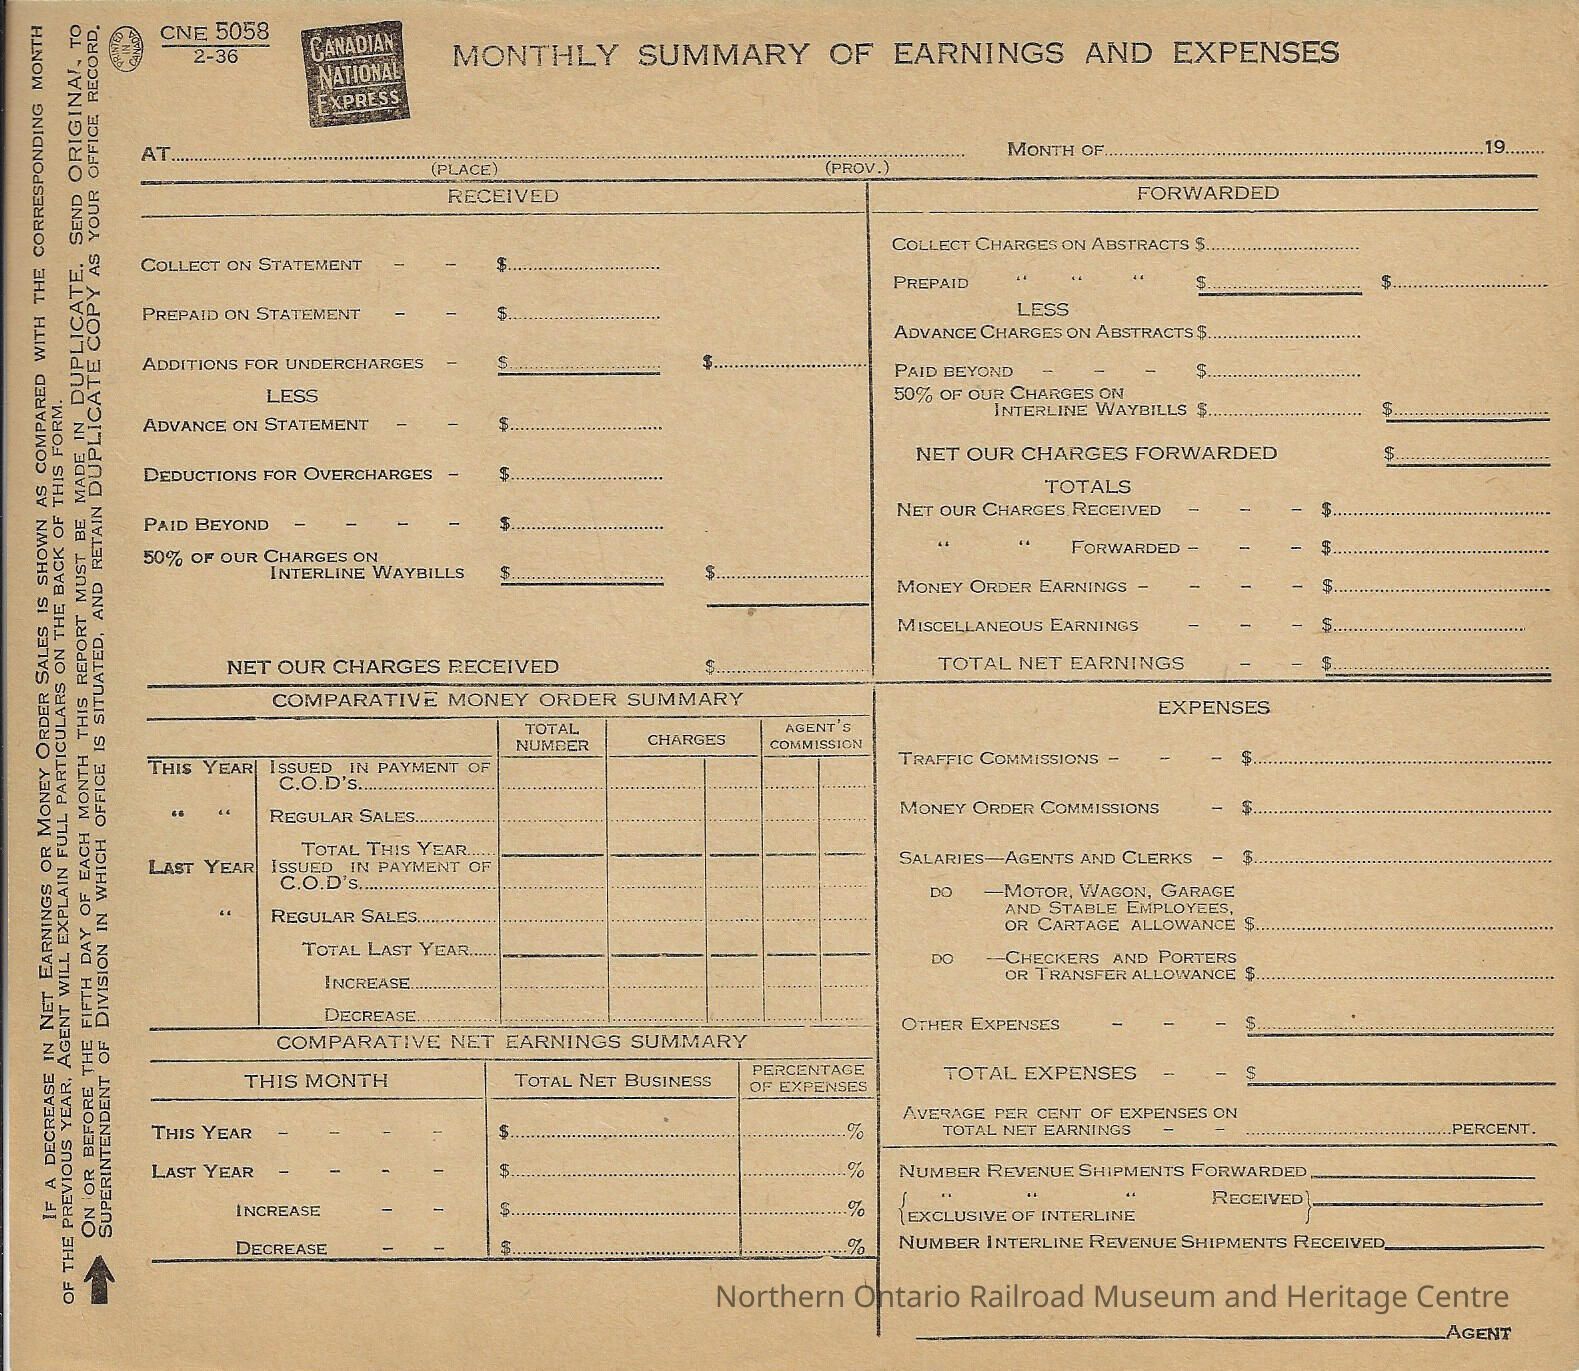 PRINTED IN CANADA
CNE 5058
2-36
CANADIAN
NATIONAL
EXPRESS
MONTHLY SUMMARY OF EARNINGS AND EXPENSES
AT
(PLACE) (PROV.)
MONTH OF 19
RECEIVED
COLLECT ON STATEMENT - - $
PREPAID ON STATEMENT - - $
ADDITIONS FOR UNDERCHARGES - $ $
LESS
ADVANCE ON STATEMENT - - $
DEDUCTIONS FOR OVERCHARGES - $
PAID BEYOND - - - - $
50% OF OUR CHARGES ON
INTERLINE WAYBILLS $ $
NET OUR CHARGES RECEIVED $
FORWARDED
COLLECT CHARGES ON ABSTRACTS $
PREPAID " " " $ $
LESS
ADVANCE CHARGES ON ABSTRACTS $
PAID BEYOND - - - $
50% OF OUR CHARGES ON
INTERLINE WAYBILLS $ $
NET OUR CHARGES FORWARDED $
TOTALS
NET OUR CHARGES RECEIVED - - - $
" " FORWARDED - - - $
MONEY ORDER EARNINGS - - - - $
MISCELLANEOUS EARNINGS - - - $
TOTAL NET EARNINGS - - $
COMPARATIVE MONEY ORDER SUMMARY
TOTAL
NUMBER
CHARGES
AGENT'S
COMMISSION
THIS YEAR ISSUED IN PAYMENT OF
C.O.D'S
" " REGULAR SALES
TOTAL THIS YEAR
LAST YEAR ISSUED IN PAYMENT OF
C.O.D'S
" REGULAR SALES
TOTAL LAST YEAR
INCREASE
DECREASE
COMPARATIVE NET EARNINGS SUMMARY
THIS MONTH TOTAL NET BUSINESS
PERCENTAGE
OF EXPENSES
THIS YEAR - - - - $ %
LAST YEAR - - - - $ %
INCREASE - - $ %
DECREASE - - $ %
EXPENSES
TRAFFIC COMMISSIONS - - - $
MONEY ORDER COMMISSIONS - $
SALARIES—AGENTS AND CLERKS - $
DO —MOTOR, WAGON, GARAGE
AND STABLE EMPLOYEES,
OR CARTAGE ALLOWANCE $
DO —CHECKERS AND PORTERS
OR TRANSFER ALLOWANCE $
OTHER EXPENSES - - - $
TOTAL EXPENSES - - $
AVERAGE PER CENT OF EXPENSES ON
TOTAL NET EARNINGS - - PERCENT.
NUMBER REVENUE SHIPMENTS FORWARDED
{ " " " RECEIVED }
{ EXCLUSIVE OF INTERLINE }
NUMBER INTERLINE REVENUE SHIPMENTS RECEIVED
AGENT
IF A DECREASE IN NET EARNINGS OR MONEY ORDER SALES IS SHOWN AS COMPARED WITH THE CORRESPONDING MONTH
OF THE PREVIOUS YEAR, AGENT WILL EXPLAIN FULL PARTICULARS ON THE BACK OF THIS FORM.
ON OR BEFORE THE FIFTH DAY OF EACH MONTH THIS REPORT MUST BE MADE IN DUPLICATE. SEND ORIGINAL, TO
SUPERINTENDENT OF DIVISION IN WHICH OFFICE IS SITUATED, AND RETAIN DUPLICATE COPY AS YOUR OFFICE RECORD.
Northern Ontario Railroad Museum and Heritage Centre